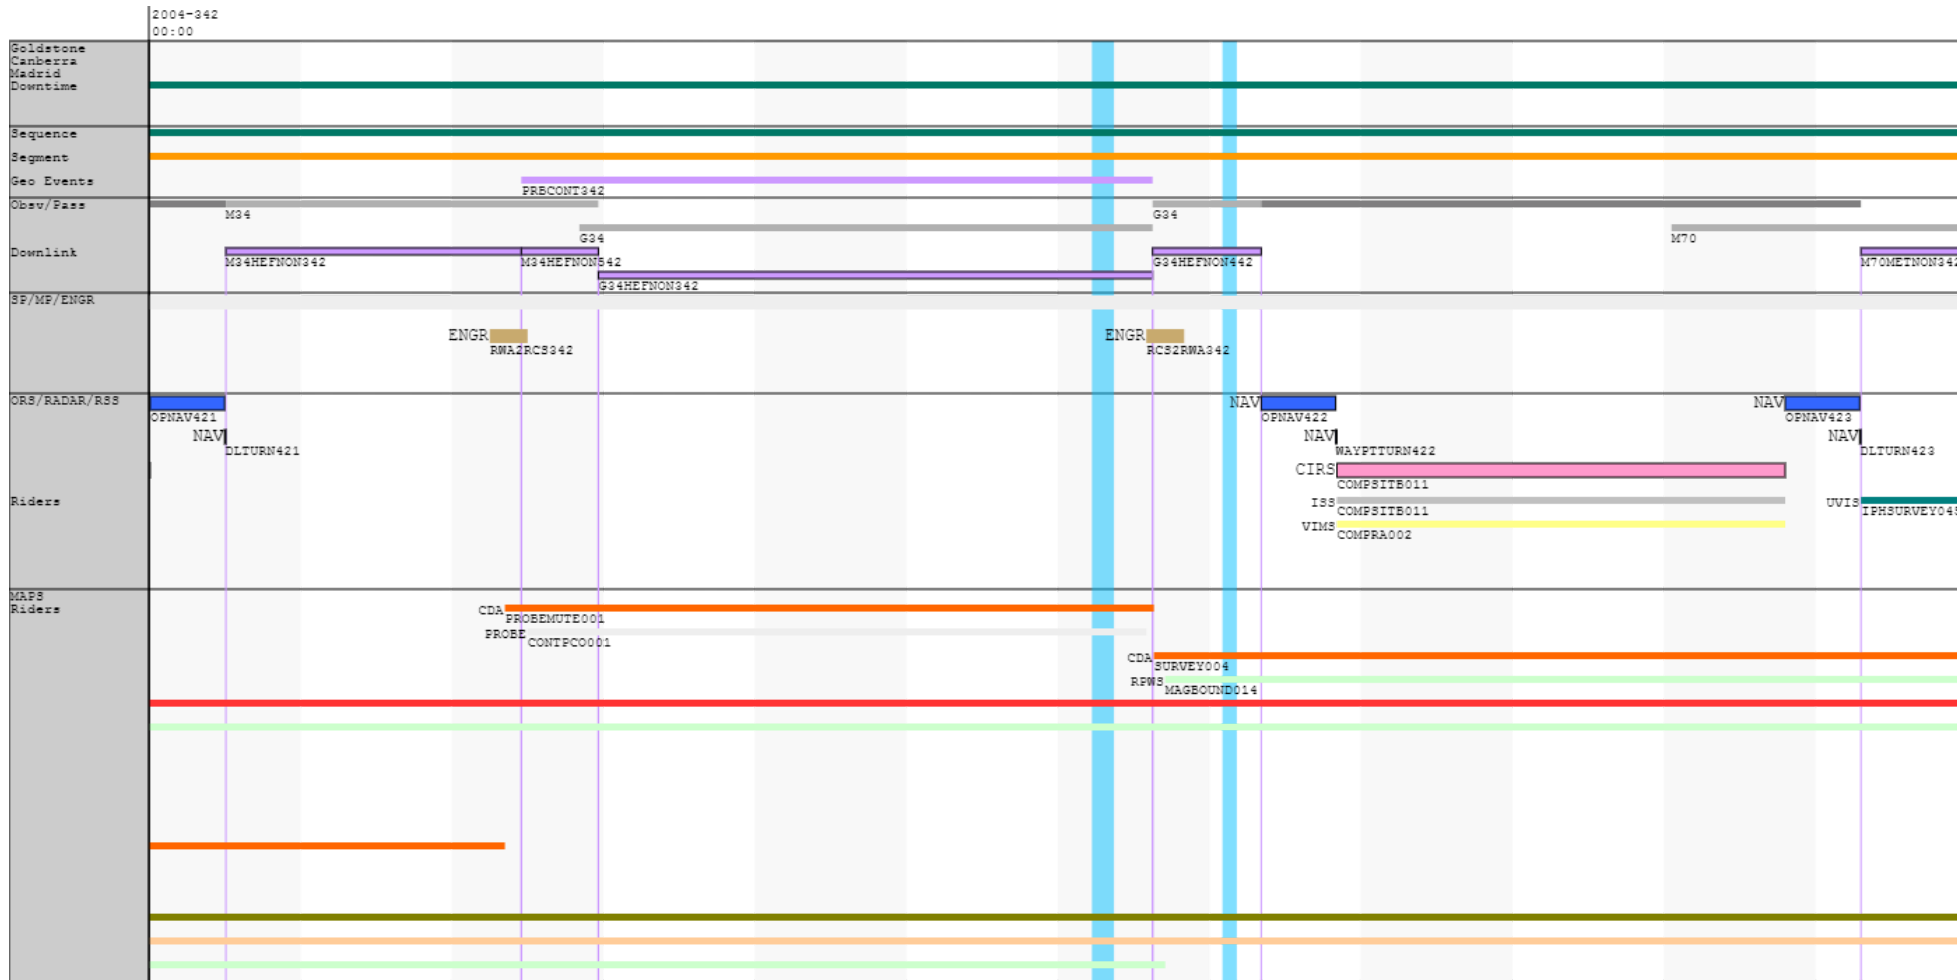 2004-342
00:00
Goldstone
Canberra
Madrid
Downtime
Sequence
Segment
Geo Events
PRBCONT342
Obsv/Pass
M34
G34
G34
M70
Downlink
M34HEFNON342
M34HEFNON542
G34HEFNON442
M70METNON342
G34HEFNON342
SP/MP/ENGR
ENGR
RWA2RCS342
ENGR
RCS2RWA342
ORS/RADAR/RSS
OPNAV421
NAV
OPNAV422
NAV
OPNAV423
NAV
DLTURN421
NAV
WAYPTTURN422
NAV
DLTURN423
CIRS
COMPSITB011
Riders
ISS
COMPSITB011
UVIS
IPHSURVEY045
VIMS
COMPRA002
MAPS
Riders
CDA
PROBEMUTE001
PROBE
CONTPCO001
CDA
SURVEY004
RPWS
MAGBOUND014